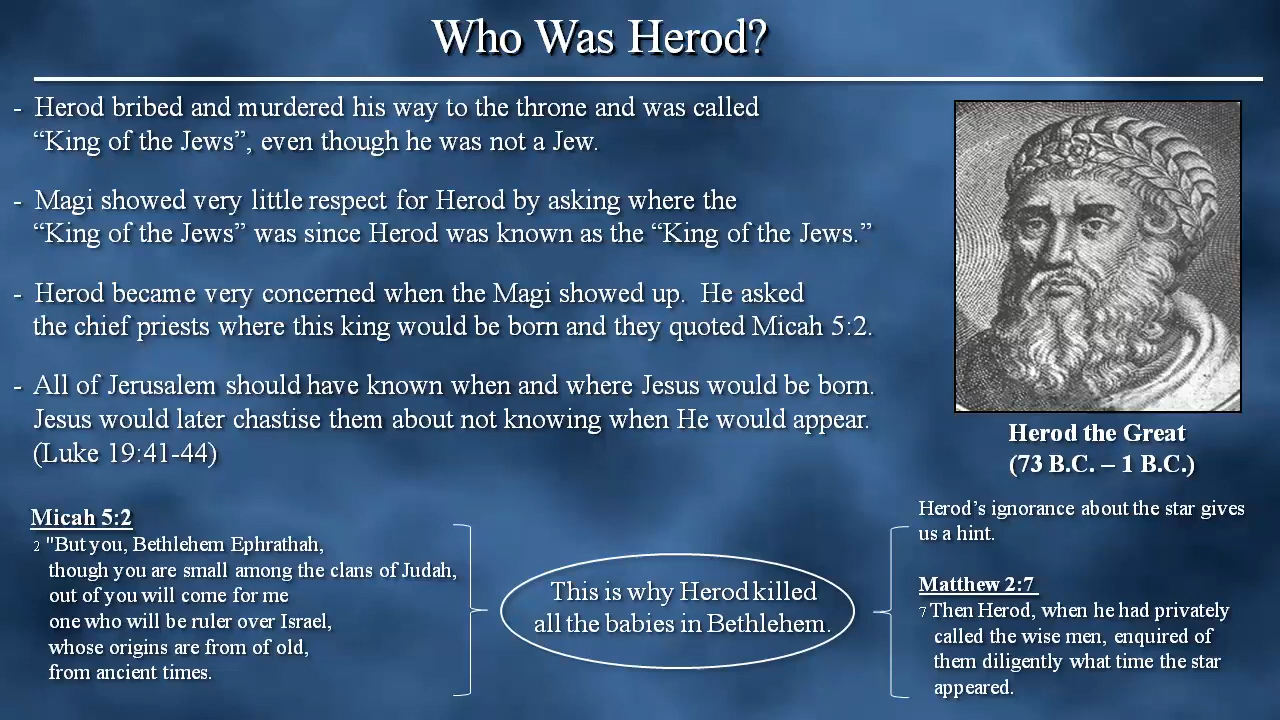 Who Was Herod?
- Herod bribed and murdered his way to the throne and was called
“King of the Jews”, even though he was not a Jew.
- Magi showed very little respect for Herod by asking where the
“King of the Jews” was since Herod was known as the “King of the Jews.”
- Herod became very concerned when the Magi showed up.  He asked
the chief priests where this king would be born and they quoted Micah 5:2.
- All of Jerusalem should have known when and where Jesus would be born.
Jesus would later chastise them about not knowing when He would appear.
(Luke 19:41-44)
Herod the Great
(73 B.C. – 1 B.C.)
Micah 5:2
2 "But you, Bethlehem Ephrathah,
though you are small among the clans of Judah,
out of you will come for me
one who will be ruler over Israel,
whose origins are from of old,
from ancient times.
This is why Herod killed
all the babies in Bethlehem.
Herod’s ignorance about the star gives
us a hint.
Matthew 2:7
7 Then Herod, when he had privately
called the wise men, enquired of
them diligently what time the star
appeared.